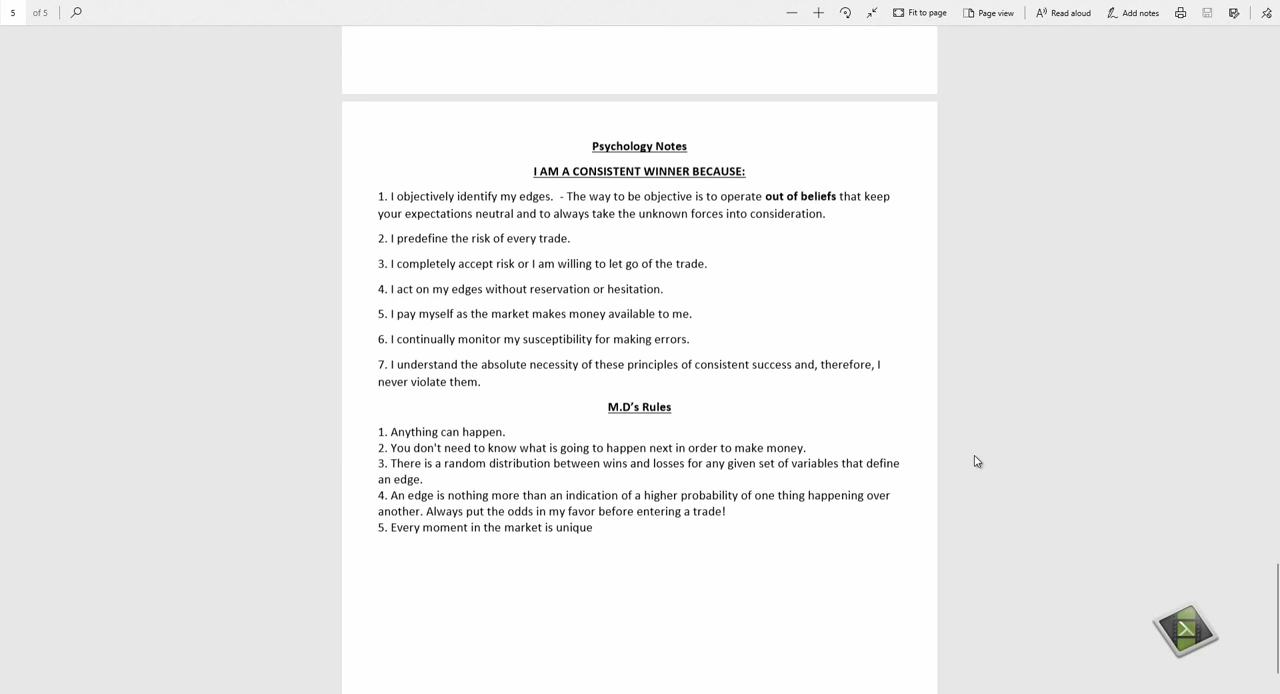 5 of 5 Fit to page Page view Read aloud Add notes
Psychology Notes
I AM A CONSISTENT WINNER BECAUSE:
1. I objectively identify my edges.  - The way to be objective is to operate out of beliefs that keep
your expectations neutral and to always take the unknown forces into consideration.
2. I predefine the risk of every trade.
3. I completely accept risk or I am willing to let go of the trade.
4. I act on my edges without reservation or hesitation.
5. I pay myself as the market makes money available to me.
6. I continually monitor my susceptibility for making errors.
7. I understand the absolute necessity of these principles of consistent success and, therefore, I
never violate them.
M.D's Rules
1. Anything can happen.
2. You don't need to know what is going to happen next in order to make money.
3. There is a random distribution between wins and losses for any given set of variables that define
an edge.
4. An edge is nothing more than an indication of a higher probability of one thing happening over
another. Always put the odds in my favor before entering a trade!
5. Every moment in the market is unique